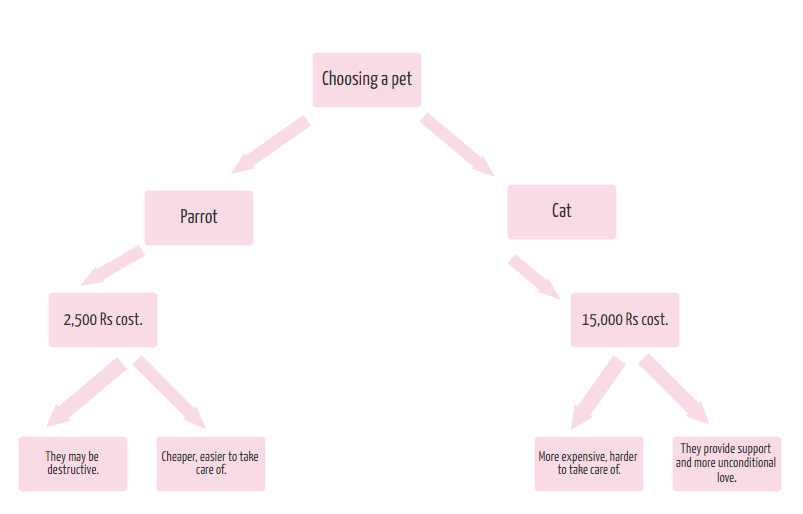 Choosing a pet
Parrot
Cat
2,500 Rs cost.
15,000 Rs cost.
They may be
destructive.
Cheaper, easier to take
care of.
More expensive, harder
to take care of.
They provide support
and more unconditional
love.